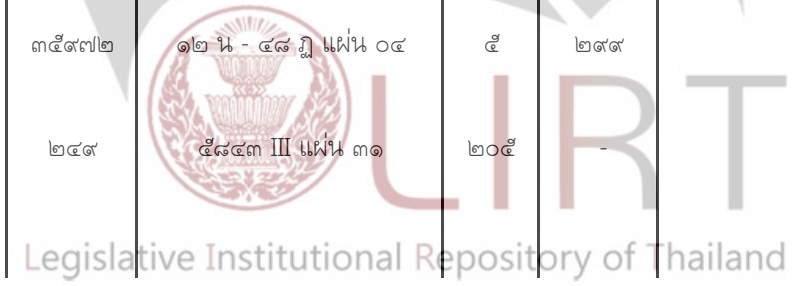 ๓๕๙๗๒ ๑๒ น - ๔๘ ฏ แผ่น ๐๔ ๕ ๒๙๙
๒๔๙ ๕๘๔๓ III แผ่น ๓๑ ๒๐๕ -
LIRT
Legislative Institutional Repository of Thailand